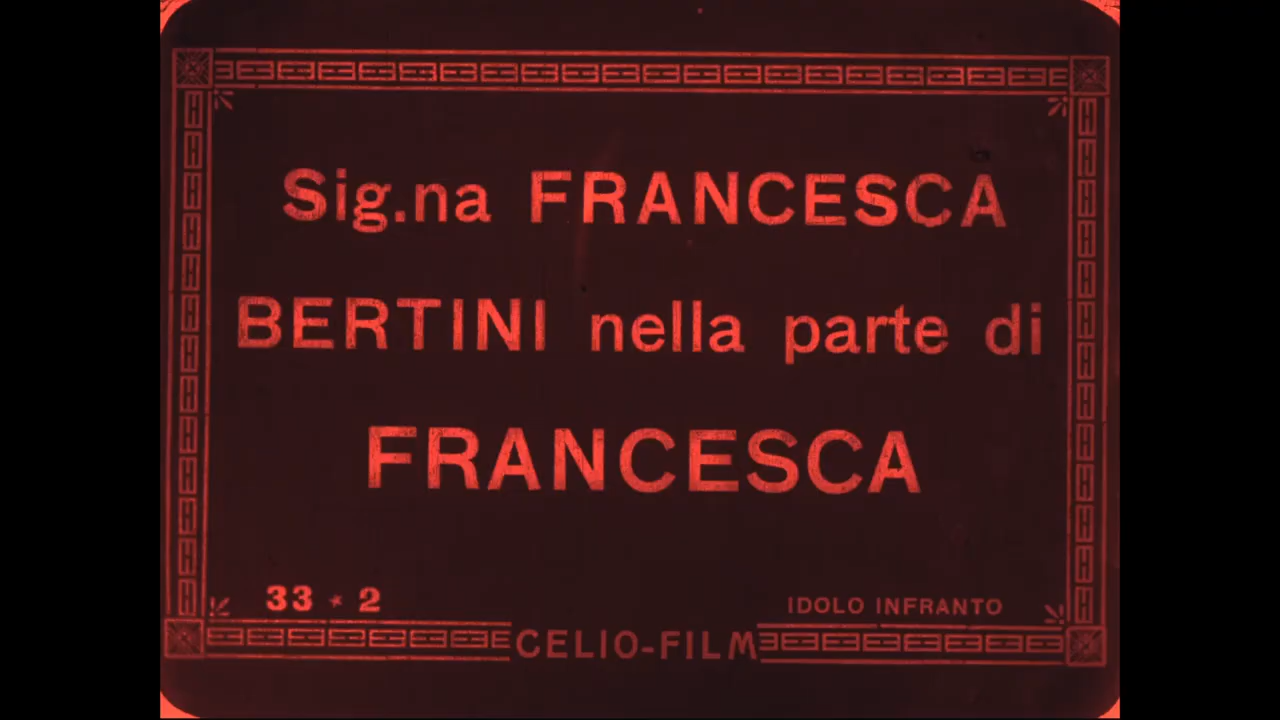 Sig.na FRANCESCA
BERTINI nella parte di
FRANCESCA
33 * 2
IDOLO INFRANTO
CELIO-FILM